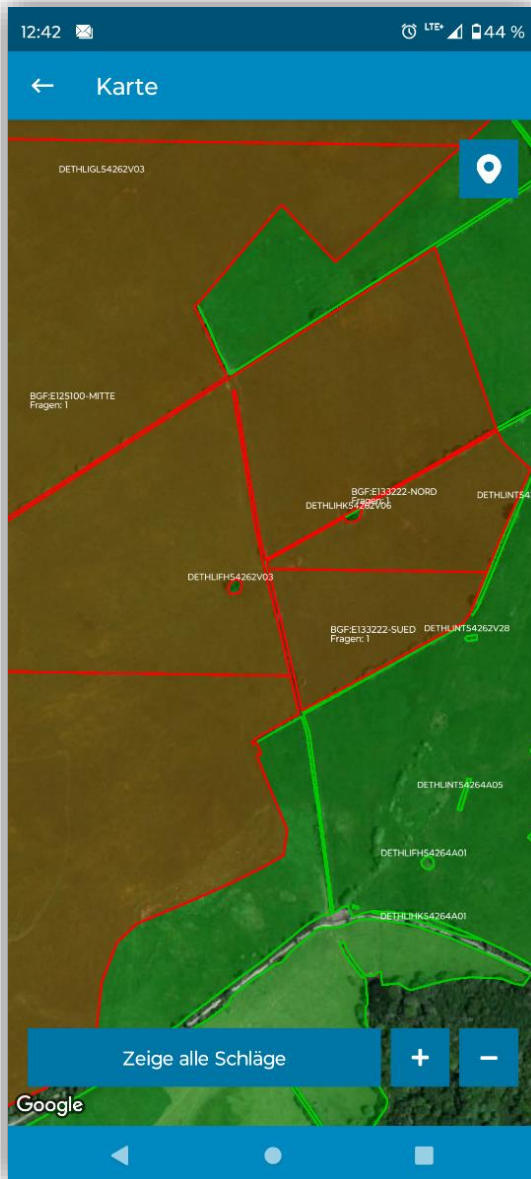 12:42
LTE+
44 %
Karte
DETHLIGL54262V03
BGF:E125100-MITTE
Fragen: 1
BGF:E133222-NORD
Fragen: 1
DETHLIHK54262V06
DETHLINT54
DETHLIFH54262V03
BGF:E133222-SUED
Fragen: 1
DETHLINT54262V28
DETHLINT54264A05
DETHLIFH54264A01
DETHLIHK54264A01
Zeige alle Schläge
+
−
Google